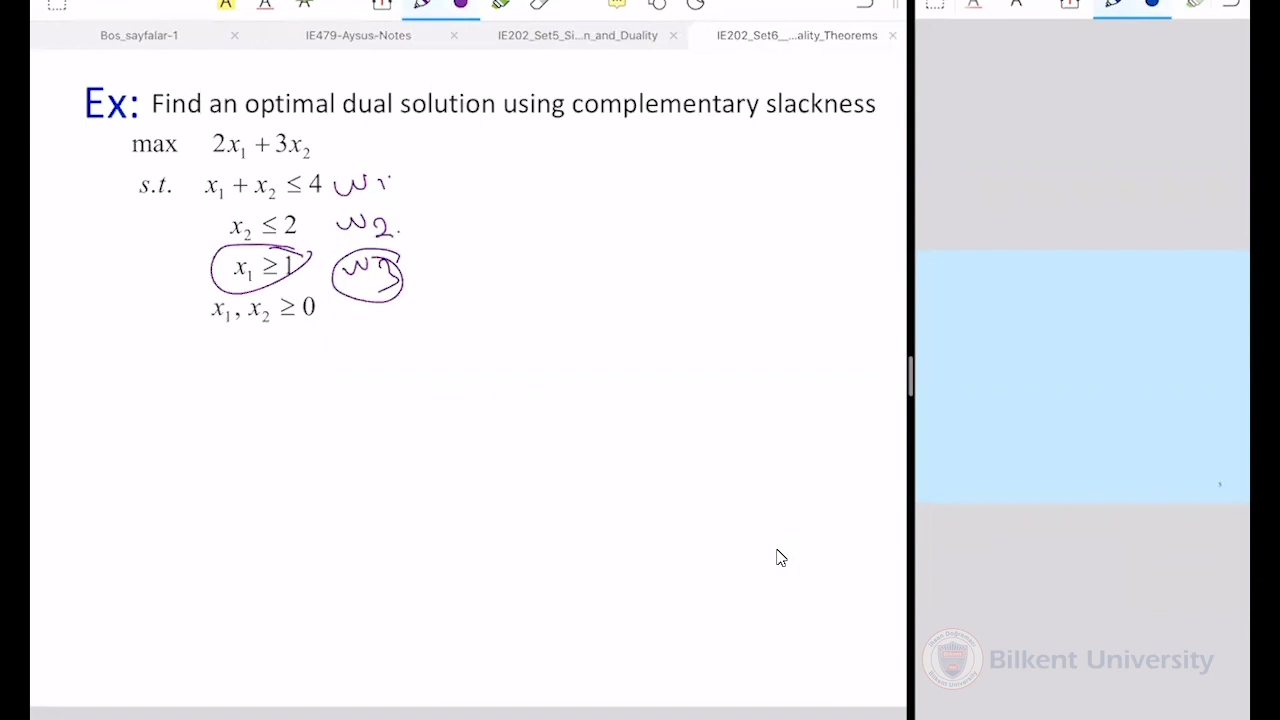 Bos_sayfalar-1
IE479-Aysus-Notes
IE202_Set5_Si...n_and_Duality
IE202_Set6__...ality_Theorems
Ex: Find an optimal dual solution using complementary slackness
max 2x₁ + 3x₂
s.t. x₁ + x₂ ≤ 4 w1
x₂ ≤ 2 w2
x₁ ≥ 1 w3
x₁, x₂ ≥ 0
Bilkent University